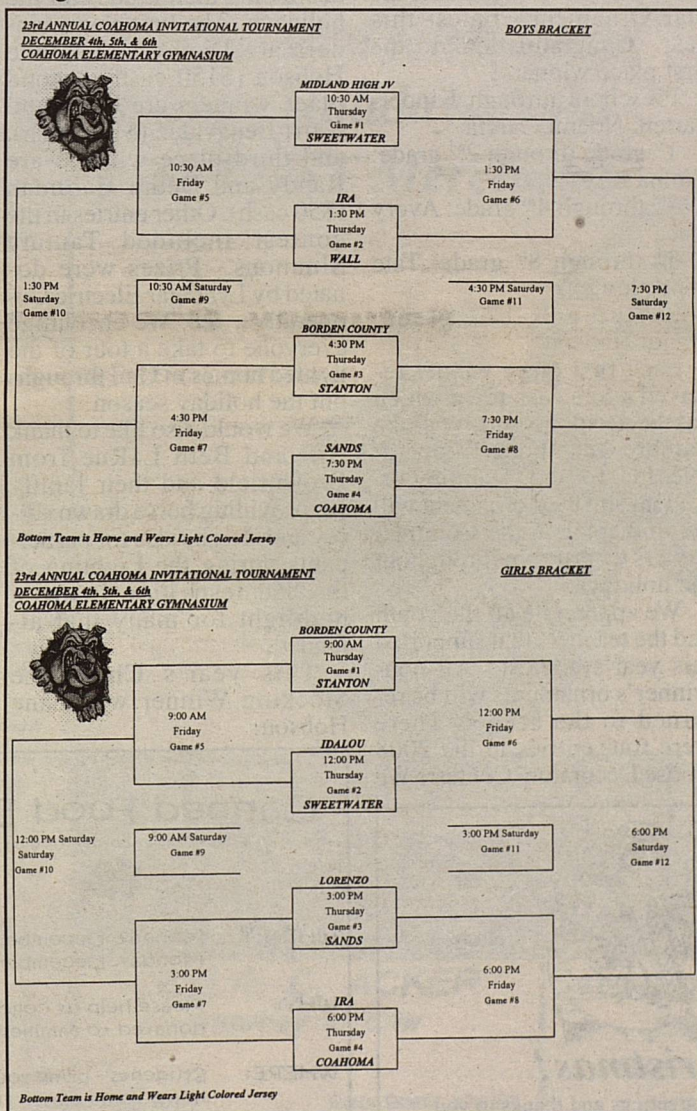 23rd ANNUAL COAHOMA INVITATIONAL TOURNAMENT
DECEMBER 4th, 5th, & 6th
COAHOMA ELEMENTARY GYMNASIUM
BOYS BRACKET
MIDLAND HIGH JV
10:30 AM
Thursday
Game #1
SWEETWATER
10:30 AM
Friday
Game #5
1:30 PM
Friday
Game #6
IRA
1:30 PM
Thursday
Game #2
WALL
1:30 PM
Saturday
Game #10
10:30 AM Saturday
Game #9
4:30 PM Saturday
Game #11
7:30 PM
Saturday
Game #12
BORDEN COUNTY
4:30 PM
Thursday
Game #3
STANTON
4:30 PM
Friday
Game #7
7:30 PM
Friday
Game #8
SANDS
7:30 PM
Thursday
Game #4
COAHOMA
Bottom Team is Home and Wears Light Colored Jersey
23rd ANNUAL COAHOMA INVITATIONAL TOURNAMENT
DECEMBER 4th, 5th, & 6th
COAHOMA ELEMENTARY GYMNASIUM
GIRLS BRACKET
BORDEN COUNTY
9:00 AM
Thursday
Game #1
STANTON
9:00 AM
Friday
Game #5
12:00 PM
Friday
Game #6
IDALOU
12:00 PM
Thursday
Game #2
SWEETWATER
12:00 PM Saturday
Saturday
Game #10
9:00 AM Saturday
Game #9
3:00 PM Saturday
Game #11
6:00 PM
Saturday
Game #12
LORENZO
3:00 PM
Thursday
Game #3
SANDS
3:00 PM
Friday
Game #7
6:00 PM
Friday
Game #8
IRA
6:00 PM
Thursday
Game #4
COAHOMA
Bottom Team is Home and Wears Light Colored Jersey